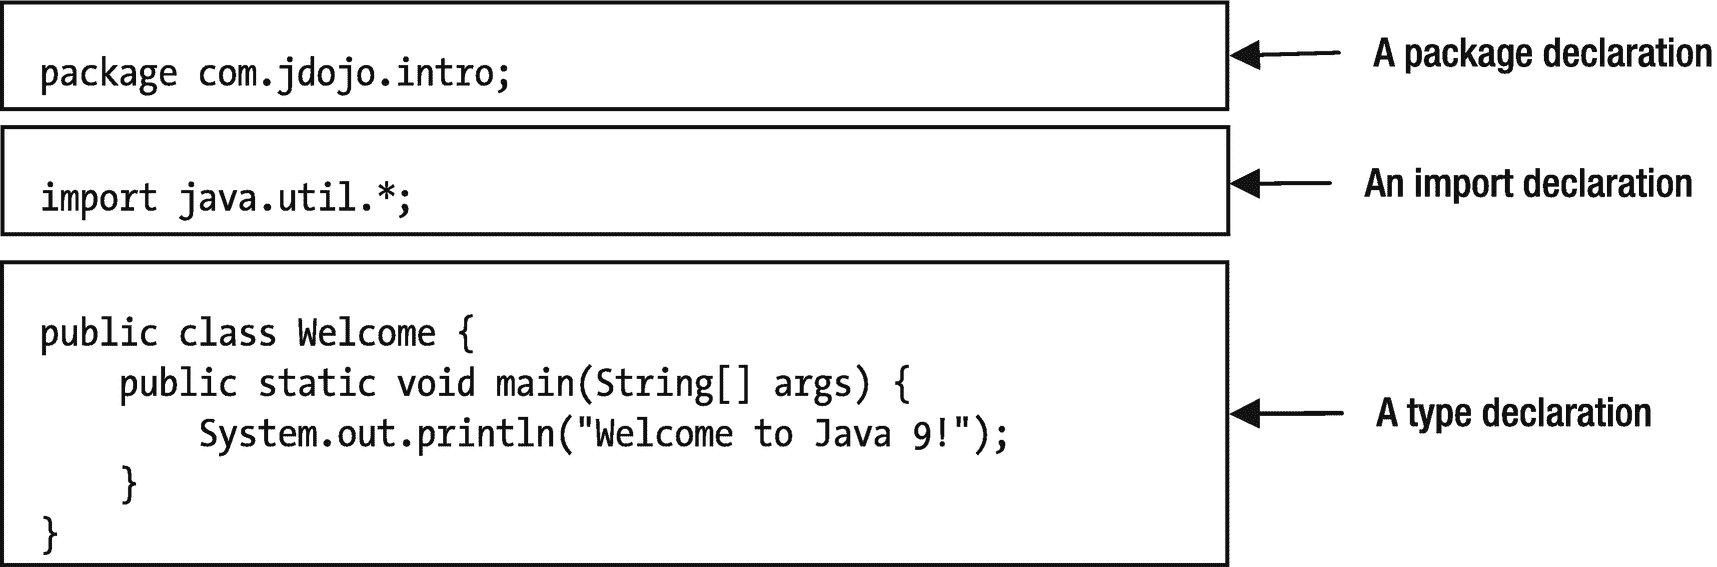 package com.jdojo.intro;
A package declaration
import java.util.*;
An import declaration
public class Welcome {
    public static void main(String[] args) {
        System.out.println("Welcome to Java 9!");
    }
}
A type declaration